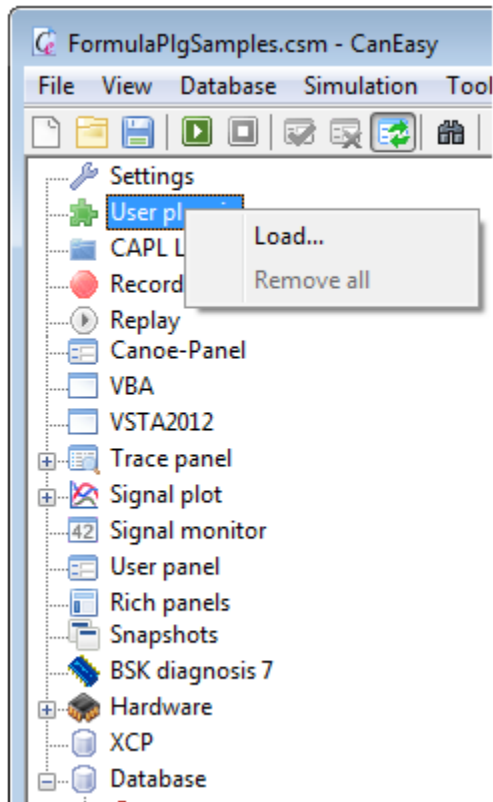 FormulaPlgSamples.csm - CanEasy
File View Database Simulation Tool
Settings
User
Load...
CAPL
Remove all
Record
Replay
Canoe-Panel
VBA
VSTA2012
Trace panel
Signal plot
42 Signal monitor
User panel
Rich panels
Snapshots
BSK diagnosis 7
Hardware
XCP
Database